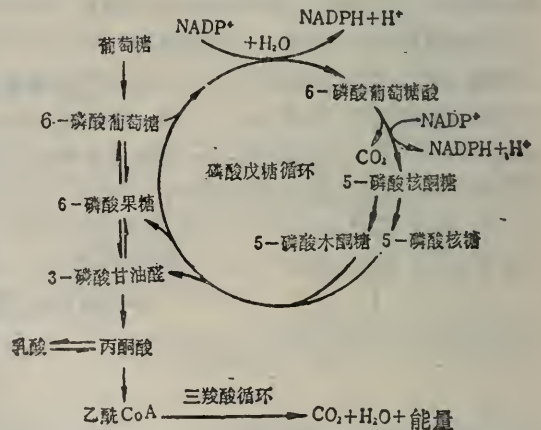 NADP⁺
NADPH+H⁺
+H₂O
葡萄糖
6-磷酸葡萄糖酸
6-磷酸葡萄糖
NADP⁺
CO₂
NADPH+H⁺
磷酸戊糖循环
5-磷酸核酮糖
6-磷酸果糖
5-磷酸木酮糖
5-磷酸核糖
3-磷酸甘油醛
乳酸
丙酮酸
三羧酸循环
乙酰CoA
CO₂+H₂O+能量